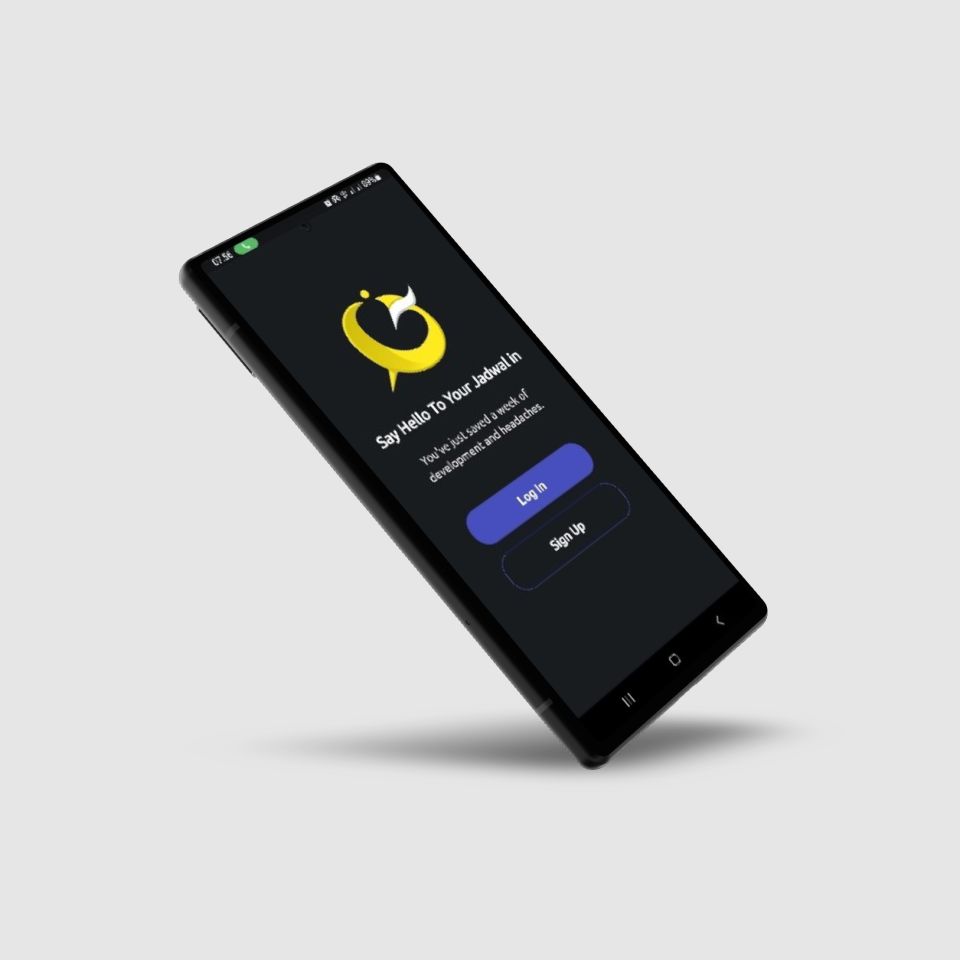 07:56
89%
Say Hello To Your Jadwal in
You've just saved a week of
development and headaches.
Log in
Sign Up